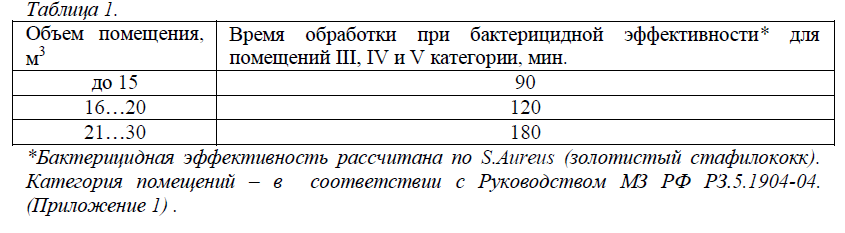 Таблица 1.
Объем помещения, м³
Время обработки при бактерицидной эффективности* для помещений III, IV и V категории, мин.
до 15 90
16…20 120
21…30 180
*Бактерицидная эффективность рассчитана по S.Aureus (золотистый стафилококк).
Категория помещений – в соответствии с Руководством МЗ РФ РЗ.5.1904-04.
(Приложение 1) .